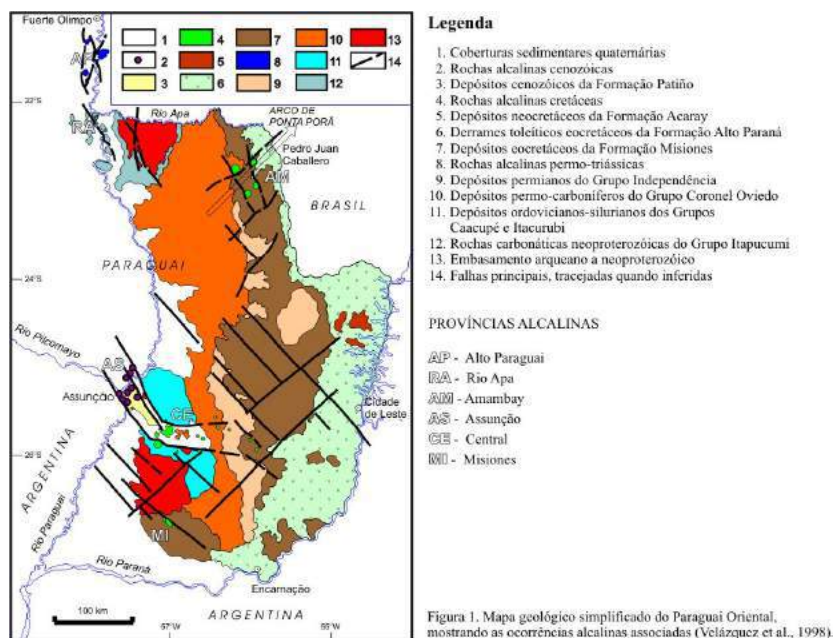 Fuerte Olimpo
AP
1 4 7 10 13
2 5 8 11 14
3 6 9 12
22°S
Rio Apa
ARCO DE
PONTA PORÃ
RA
Pedro Juan
Caballero
AM
BRASIL
24°S
PARAGUAI
Rio Pilcomayo
AS
Assunção
CE
Cidade
de Leste
26°S
ARGENTINA
Rio Paraguai
MI
Rio Paraná
Encarnação
100 km
ARGENTINA
57°W
55°W
Legenda
1. Coberturas sedimentares quaternárias
2. Rochas alcalinas cenozóicas
3. Depósitos cenozóicos da Formação Patiño
4. Rochas alcalinas cretáceas
5. Depósitos neocretáceos da Formação Acaray
6. Derrames toleíticos eocretáceos da Formação Alto Paraná
7. Depósitos eocretáceos da Formação Misiones
8. Rochas alcalinas permo-triássicas
9. Depósitos permianos do Grupo Independência
10. Depósitos permo-carboníferos do Grupo Coronel Oviedo
11. Depósitos ordovicianos-silurianos dos Grupos
Caacupé e Itacurubi
12. Rochas carbonáticas neoproterozóicas do Grupo Itapucumi
13. Embasamento arqueano a neoproterozóico
14. Falhas principais, tracejadas quando inferidas
PROVÍNCIAS ALCALINAS
AP - Alto Paraguai
RA - Rio Apa
AM - Amambay
AS - Assunção
CE - Central
MI - Misiones
Figura 1. Mapa geológico simplificado do Paraguai Oriental,
mostrando as ocorrências alcalinas associadas (Velázquez et al., 1998)